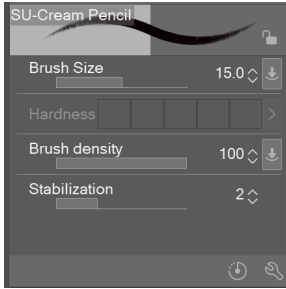 SU-Cream Pencil
Brush Size 15.0
Hardness
Brush density 100
Stabilization 2